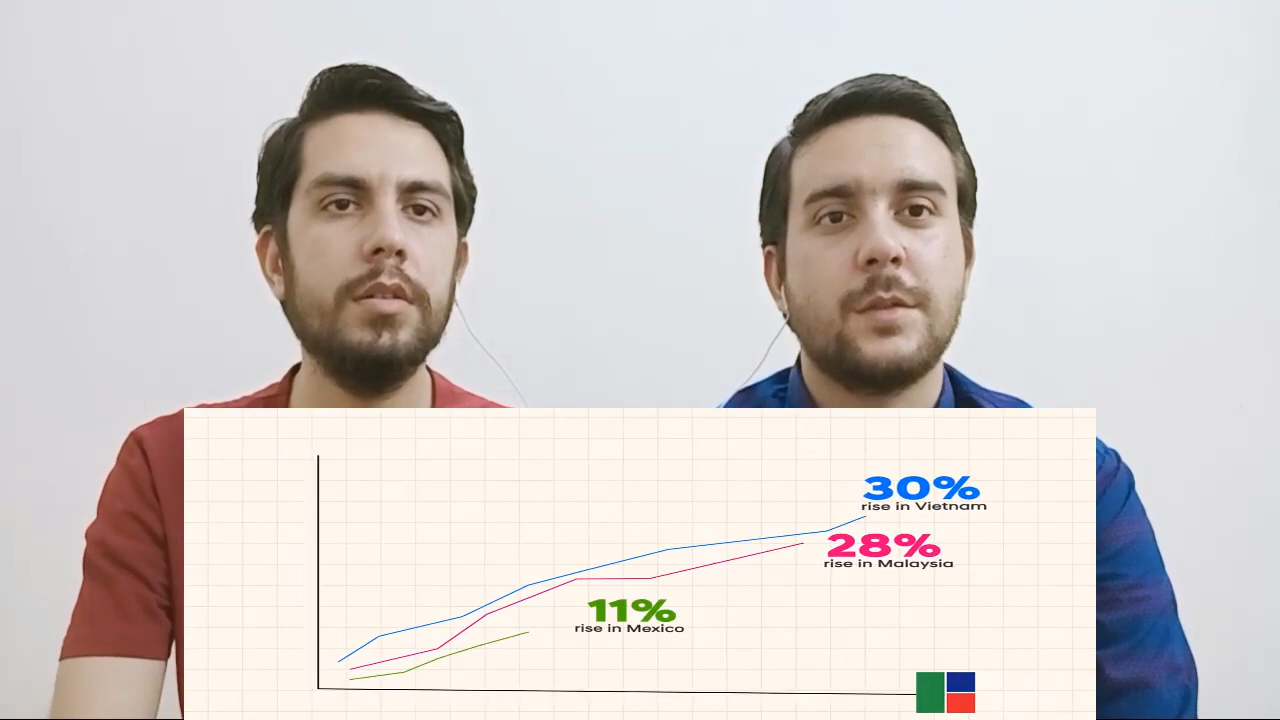 30%
rise in Vietnam
28%
rise in Malaysia
11%
rise in Mexico